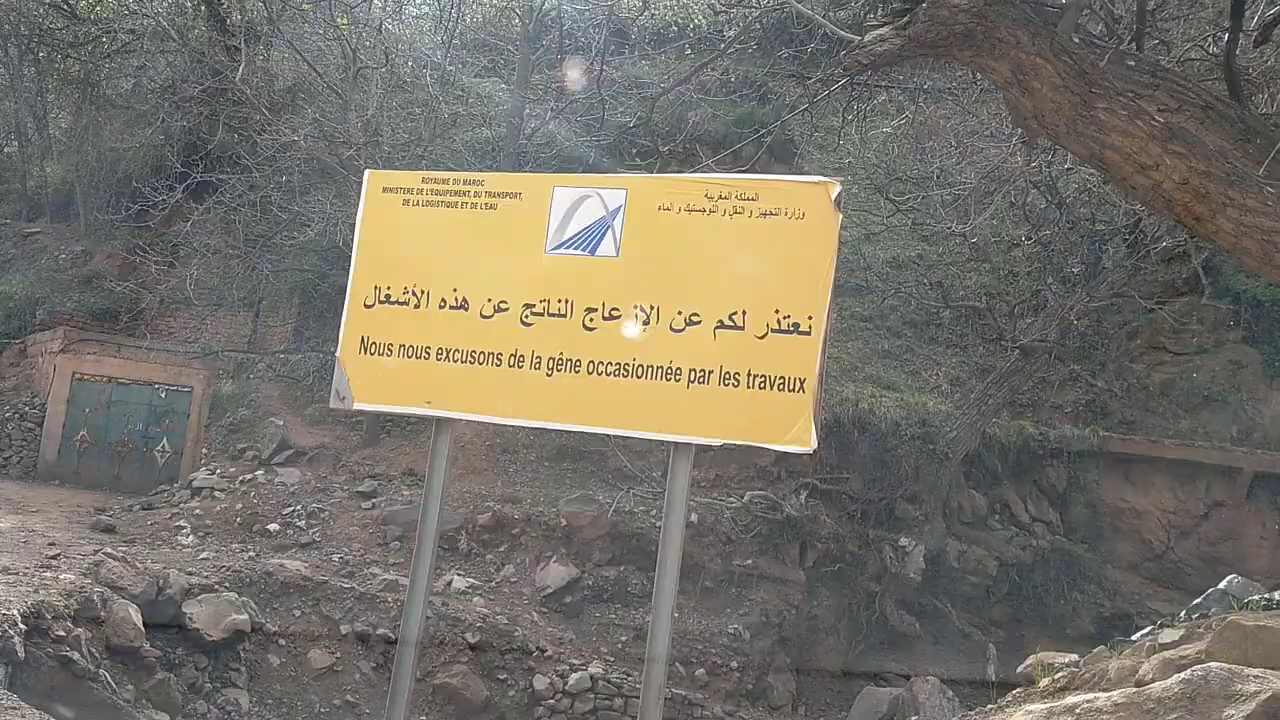 ROYAUME DU MAROC
MINISTERE DE L'EQUIPEMENT, DU TRANSPORT,
DE LA LOGISTIQUE ET DE L'EAU
المملكة المغربية
وزارة التجهيز و النقل و اللوجستيك و الماء
نعتذر لكم عن الإزعاج الناتج عن هذه الأشغال
Nous nous excusons de la gêne occasionnée par les travaux